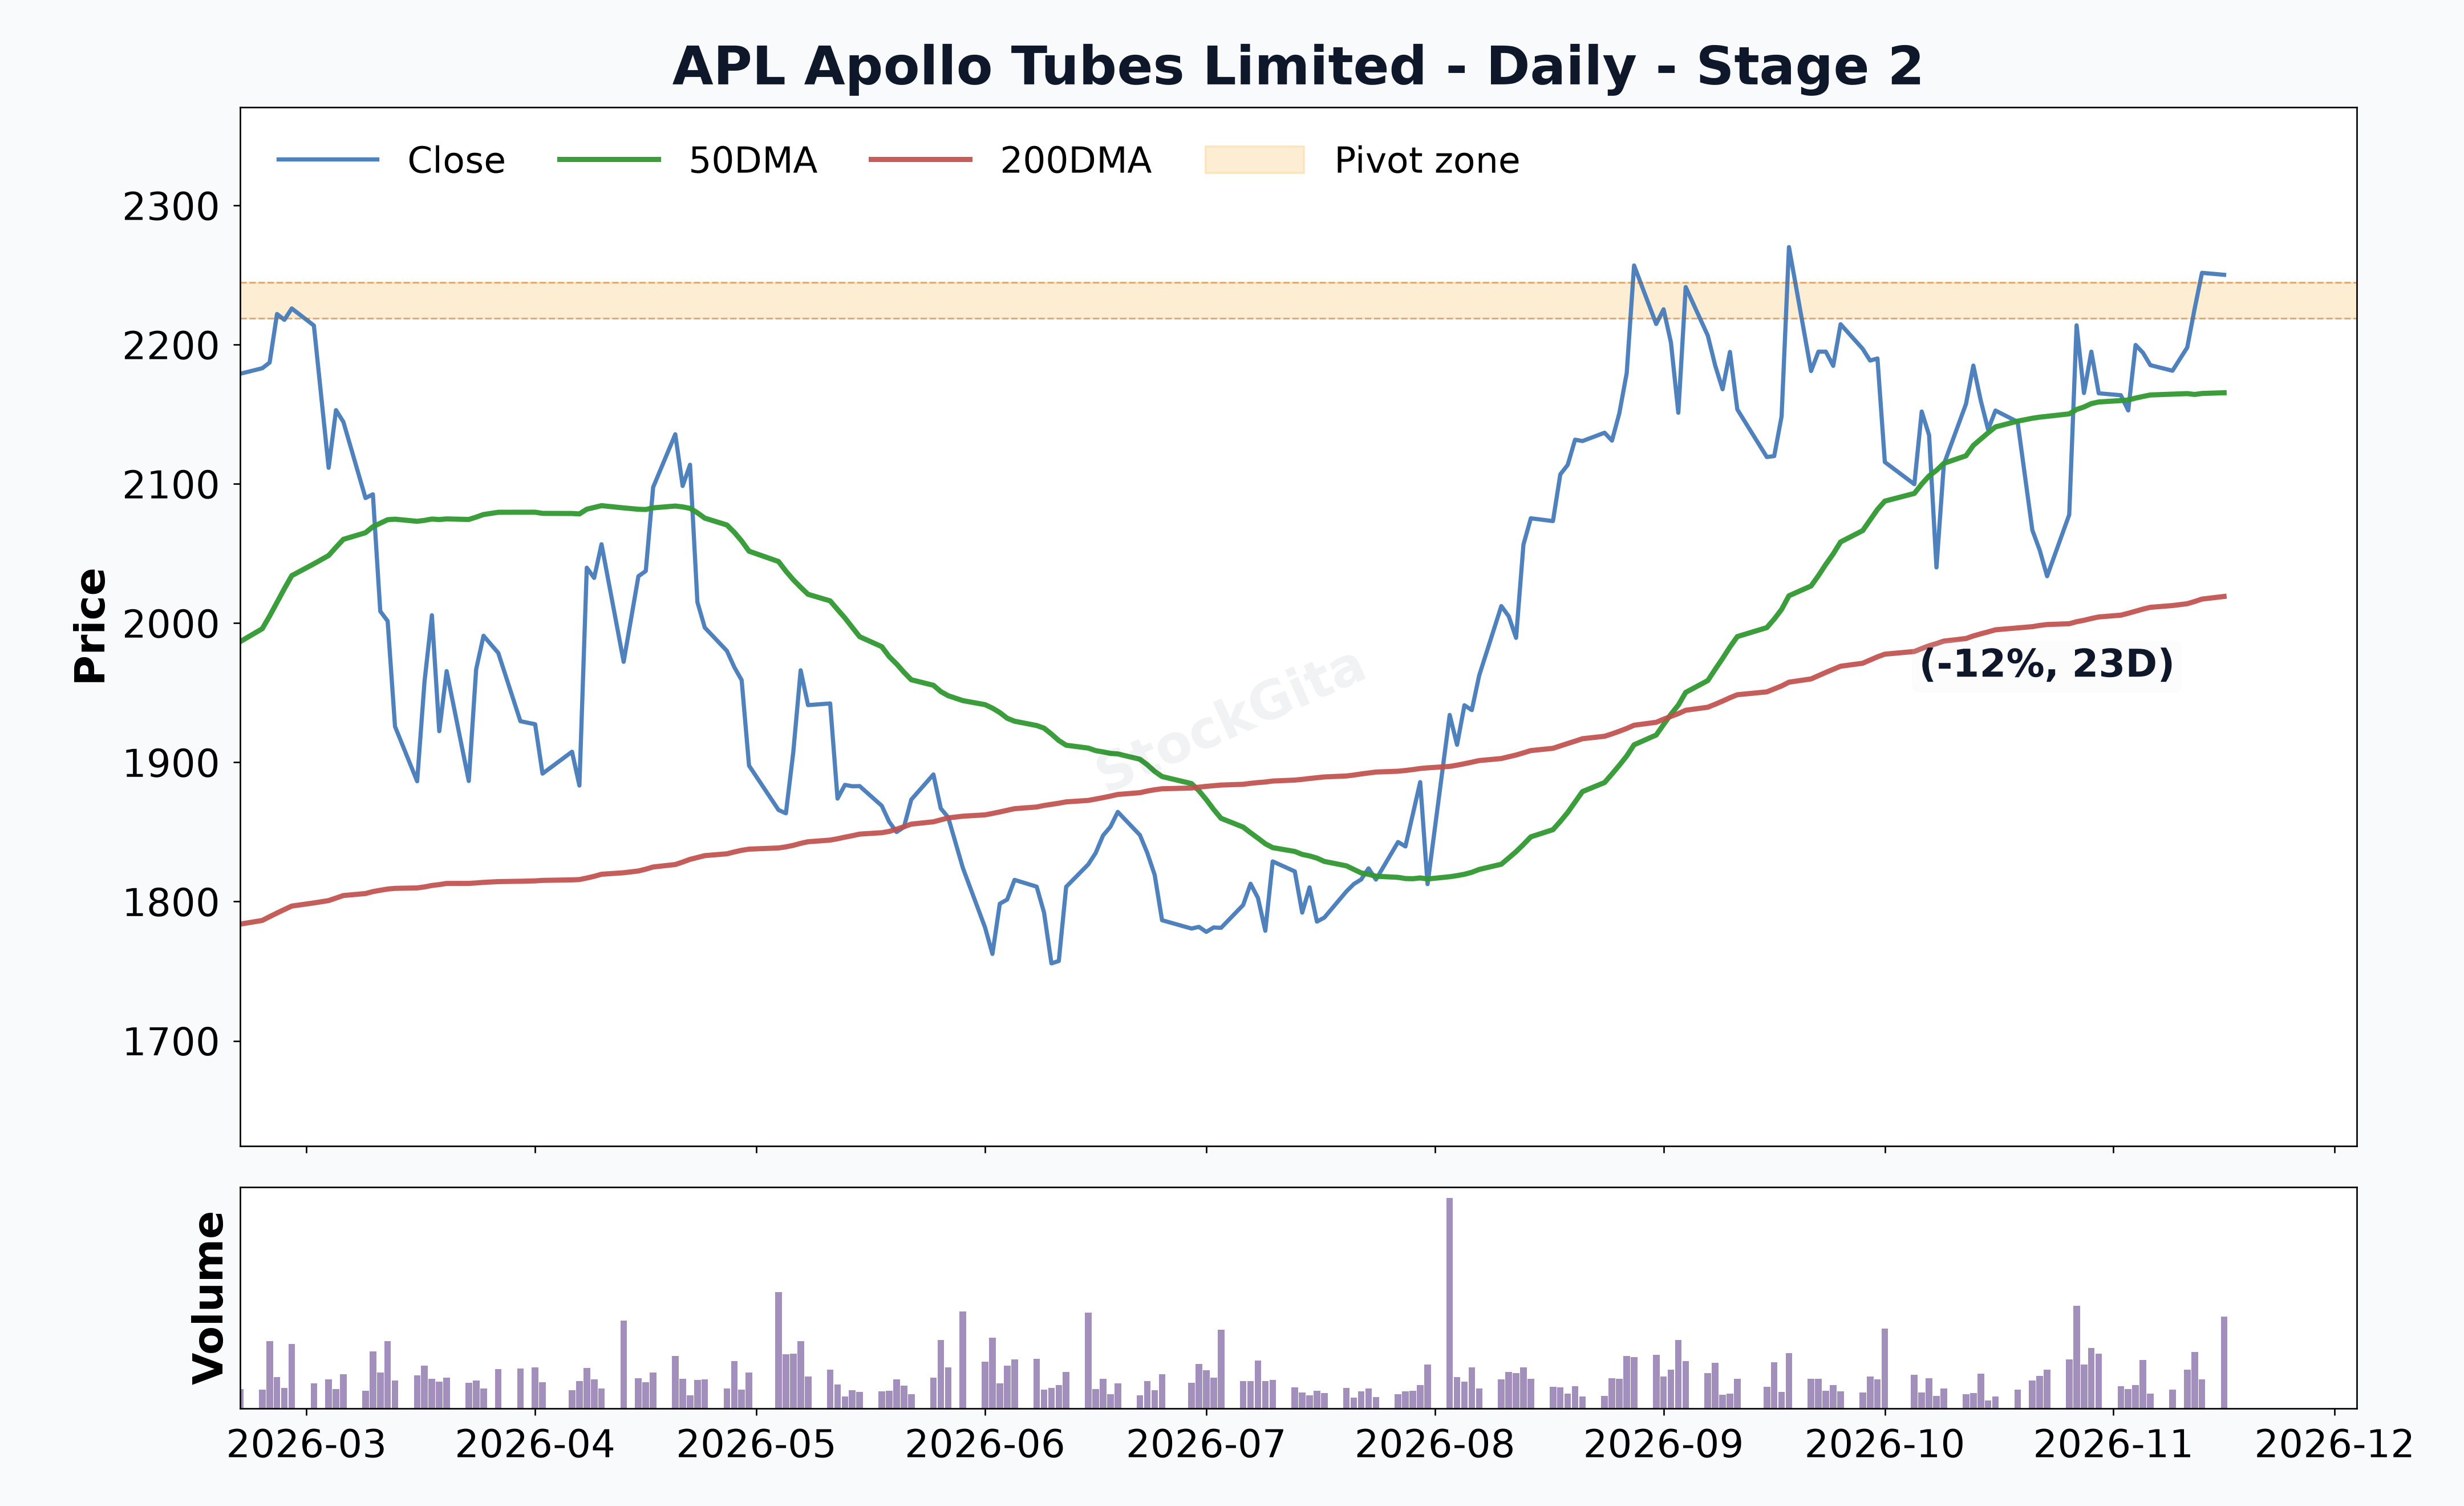 APL Apollo Tubes Limited - Daily - Stage 2
Close 50DMA 200DMA Pivot zone
Price
2300
2200
2100
2000
1900
1800
1700
StockGita
(-12%, 23D)
Volume
2026-03 2026-04 2026-05 2026-06 2026-07 2026-08 2026-09 2026-10 2026-11 2026-12